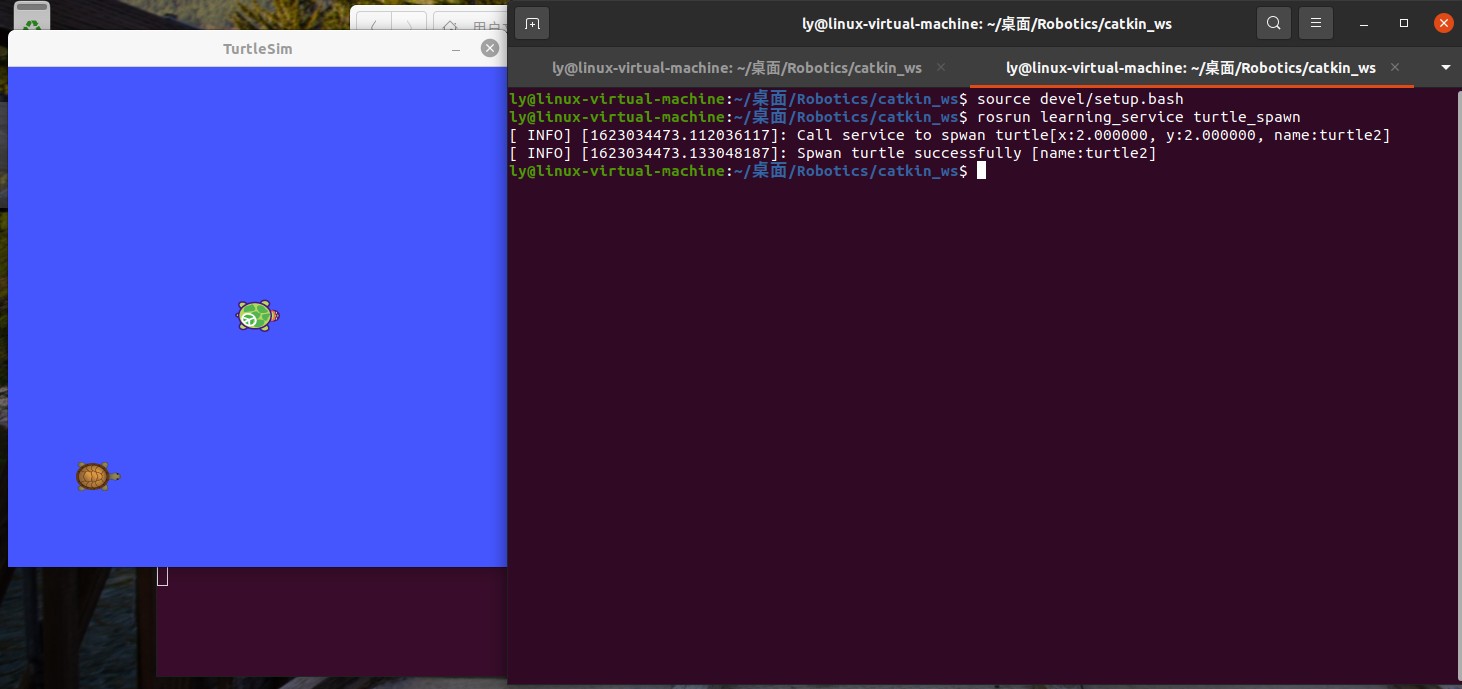 TurtleSim
ly@linux-virtual-machine: ~/桌面/Robotics/catkin_ws
ly@linux-virtual-machine: ~/桌面/Robotics/catkin_ws
ly@linux-virtual-machine: ~/桌面/Robotics/catkin_ws
ly@linux-virtual-machine:~/桌面/Robotics/catkin_ws$ source devel/setup.bash
ly@linux-virtual-machine:~/桌面/Robotics/catkin_ws$ rosrun learning_service turtle_spawn
[ INFO] [1623034473.112036117]: Call service to spwan turtle[x:2.000000, y:2.000000, name:turtle2]
[ INFO] [1623034473.133048187]: Spwan turtle successfully [name:turtle2]
ly@linux-virtual-machine:~/桌面/Robotics/catkin_ws$